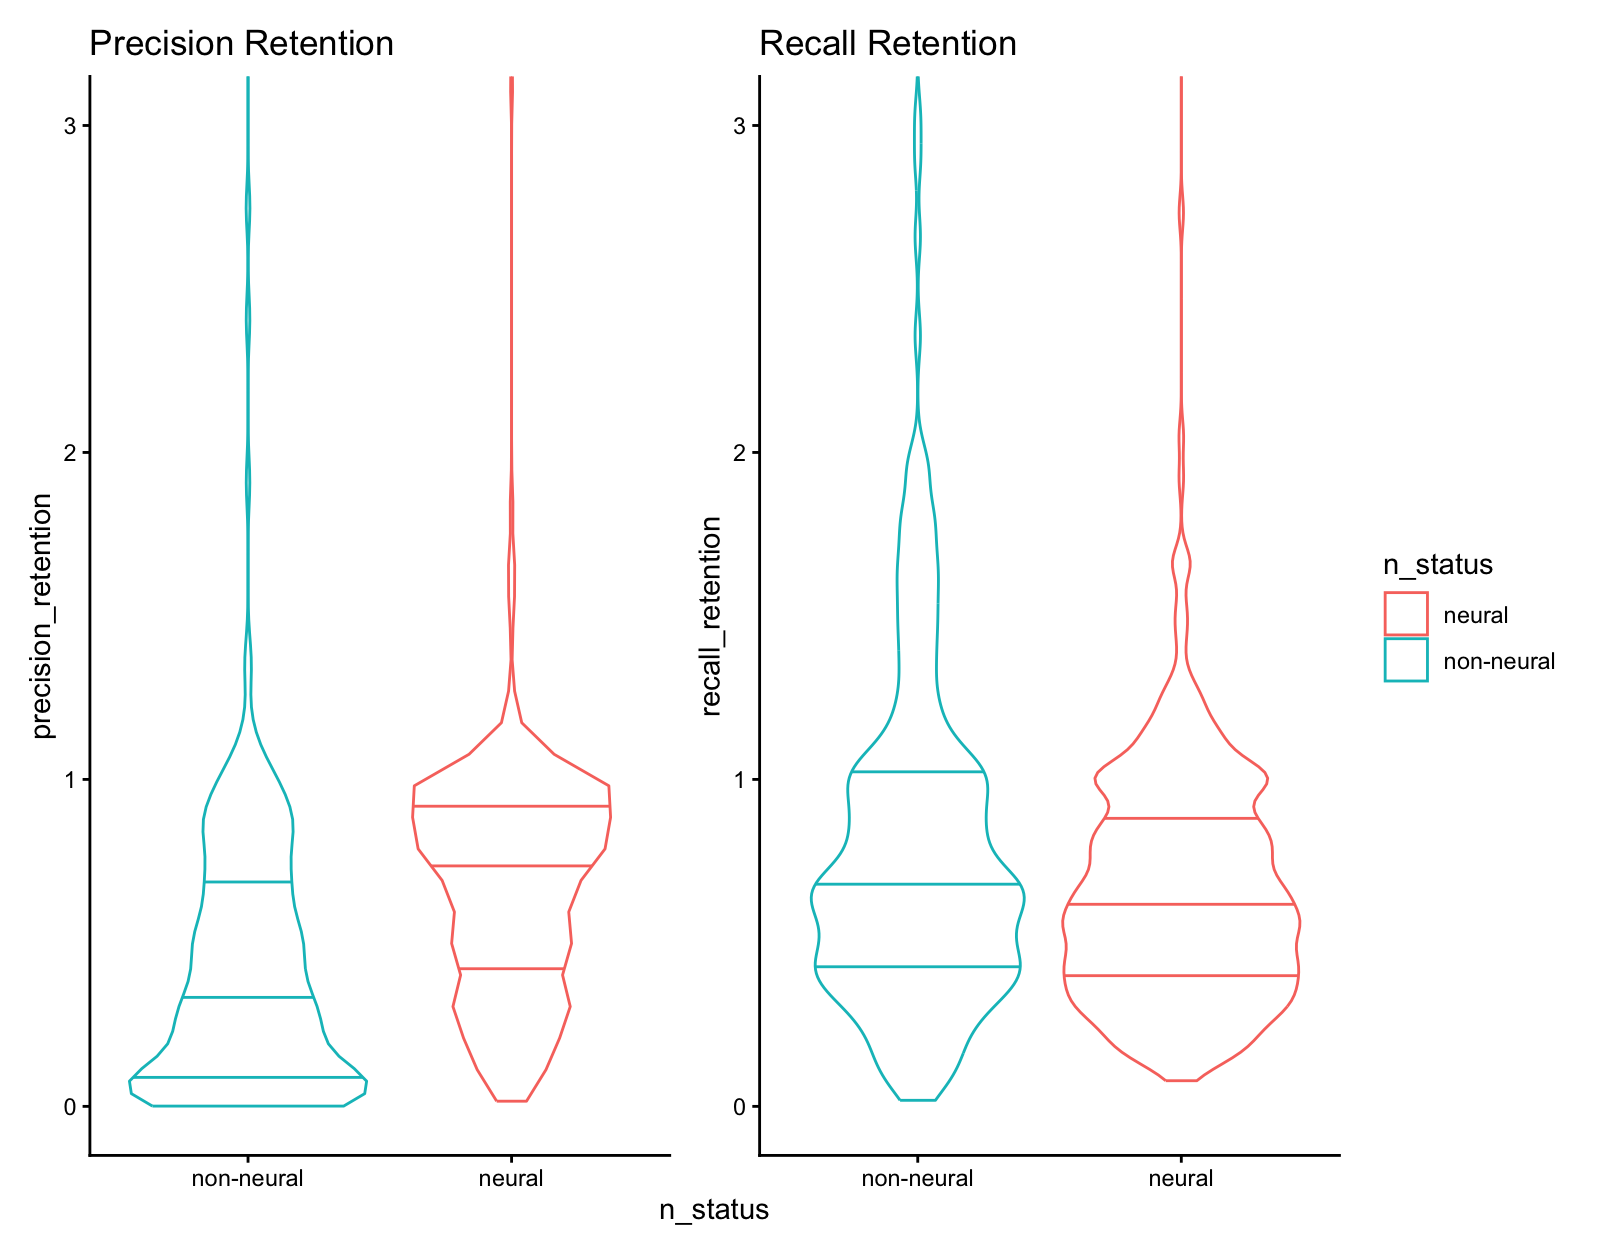 Precision Retention
Recall Retention
precision_retention
3
2
1
0
non-neural
neural
recall_retention
3
2
1
0
non-neural
neural
n_status
n_status
neural
non-neural